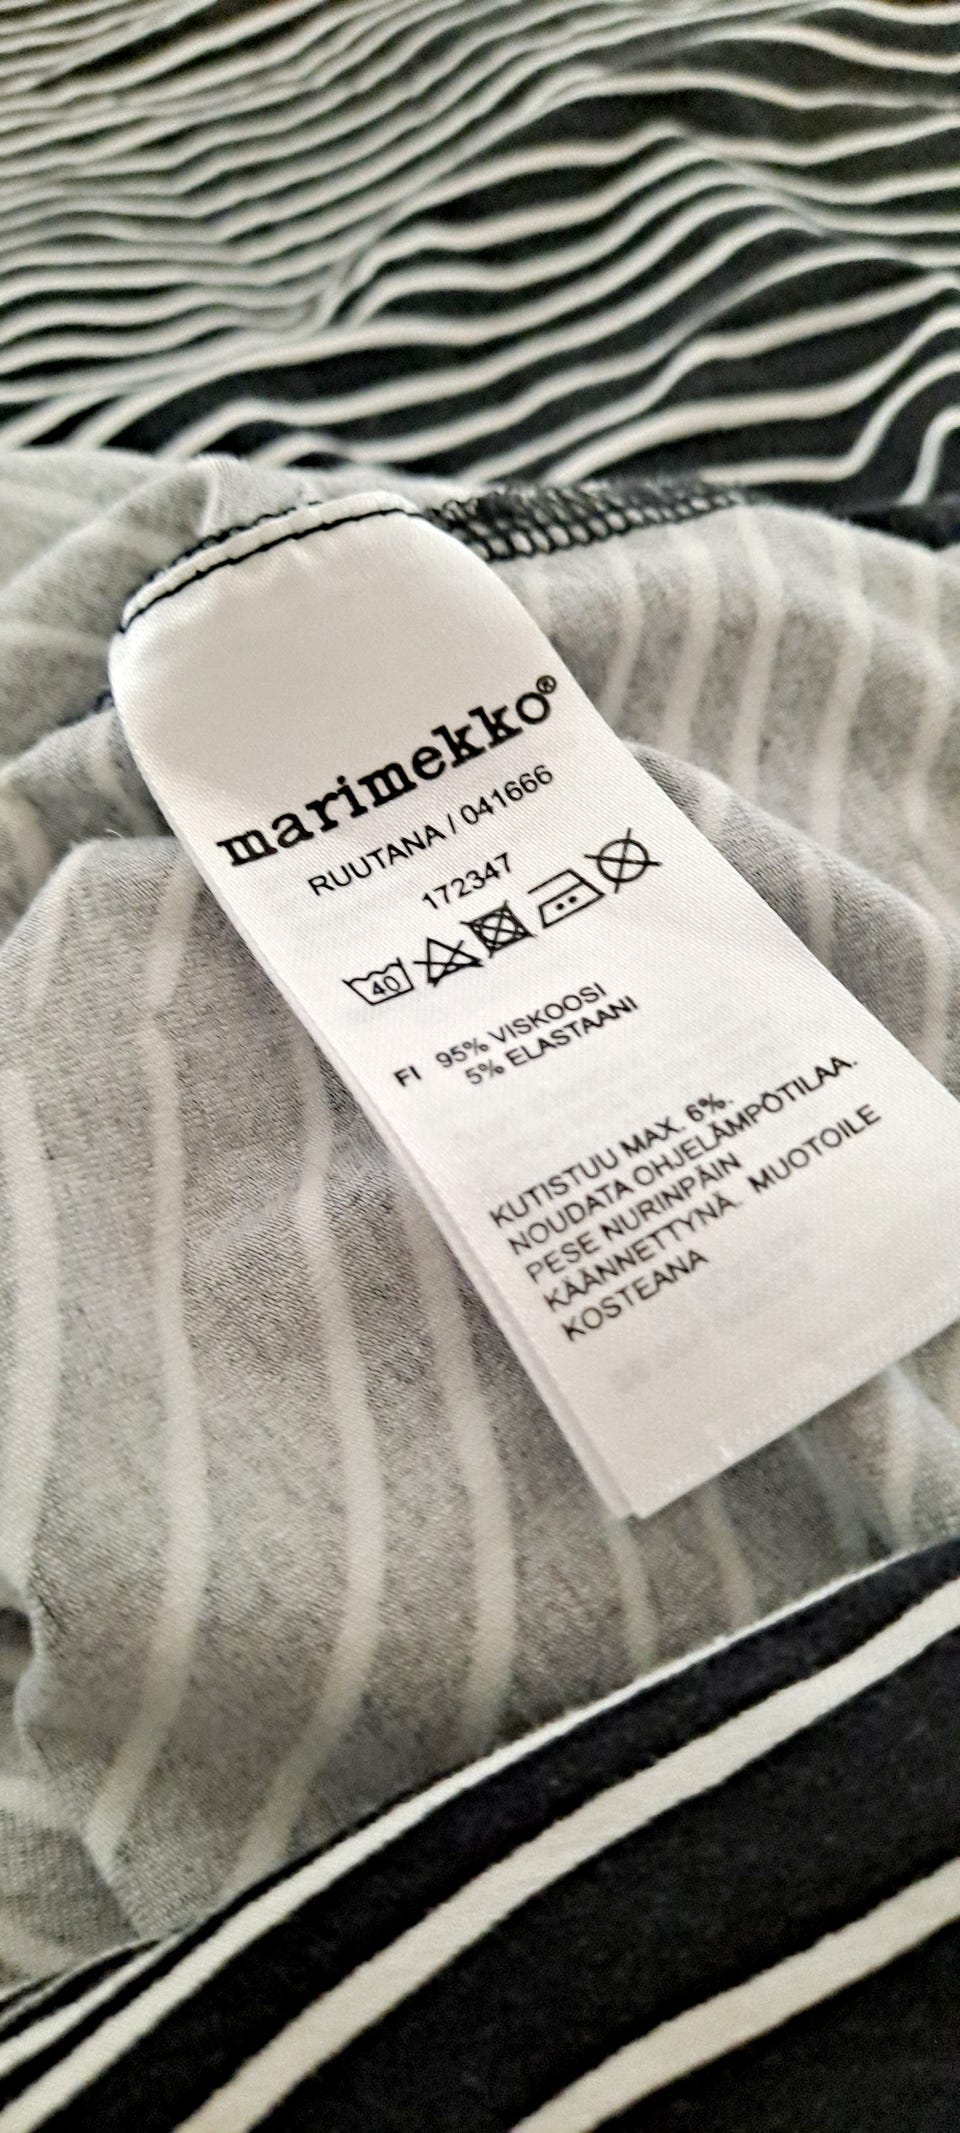 marimekko®
RUUTANA / 041666
172347
40
FI 95% VISKOOSI
5% ELASTAANI
KUTISTUU MAX. 6%.
NOUDATA OHJELÄMPÖTILAA.
PESE NURINPÄIN
KÄÄNNETTYNÄ. MUOTOILE
KOSTEANA